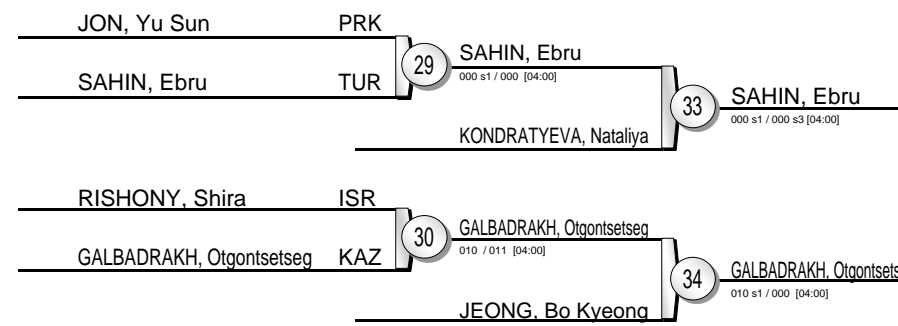 JON, Yu Sun PRK
SAHIN, Ebru TUR
29
SAHIN, Ebru
000 s1 / 000 [04:00]
KONDRATYEVA, Nataliya
33
SAHIN, Ebru
000 s1 / 000 s3 [04:00]
RISHONY, Shira ISR
GALBADRAKH, Otgontsetseg KAZ
30
GALBADRAKH, Otgontsetseg
010 / 011 [04:00]
JEONG, Bo Kyeong
34
GALBADRAKH, Otgontsets
010 s1 / 000 [04:00]